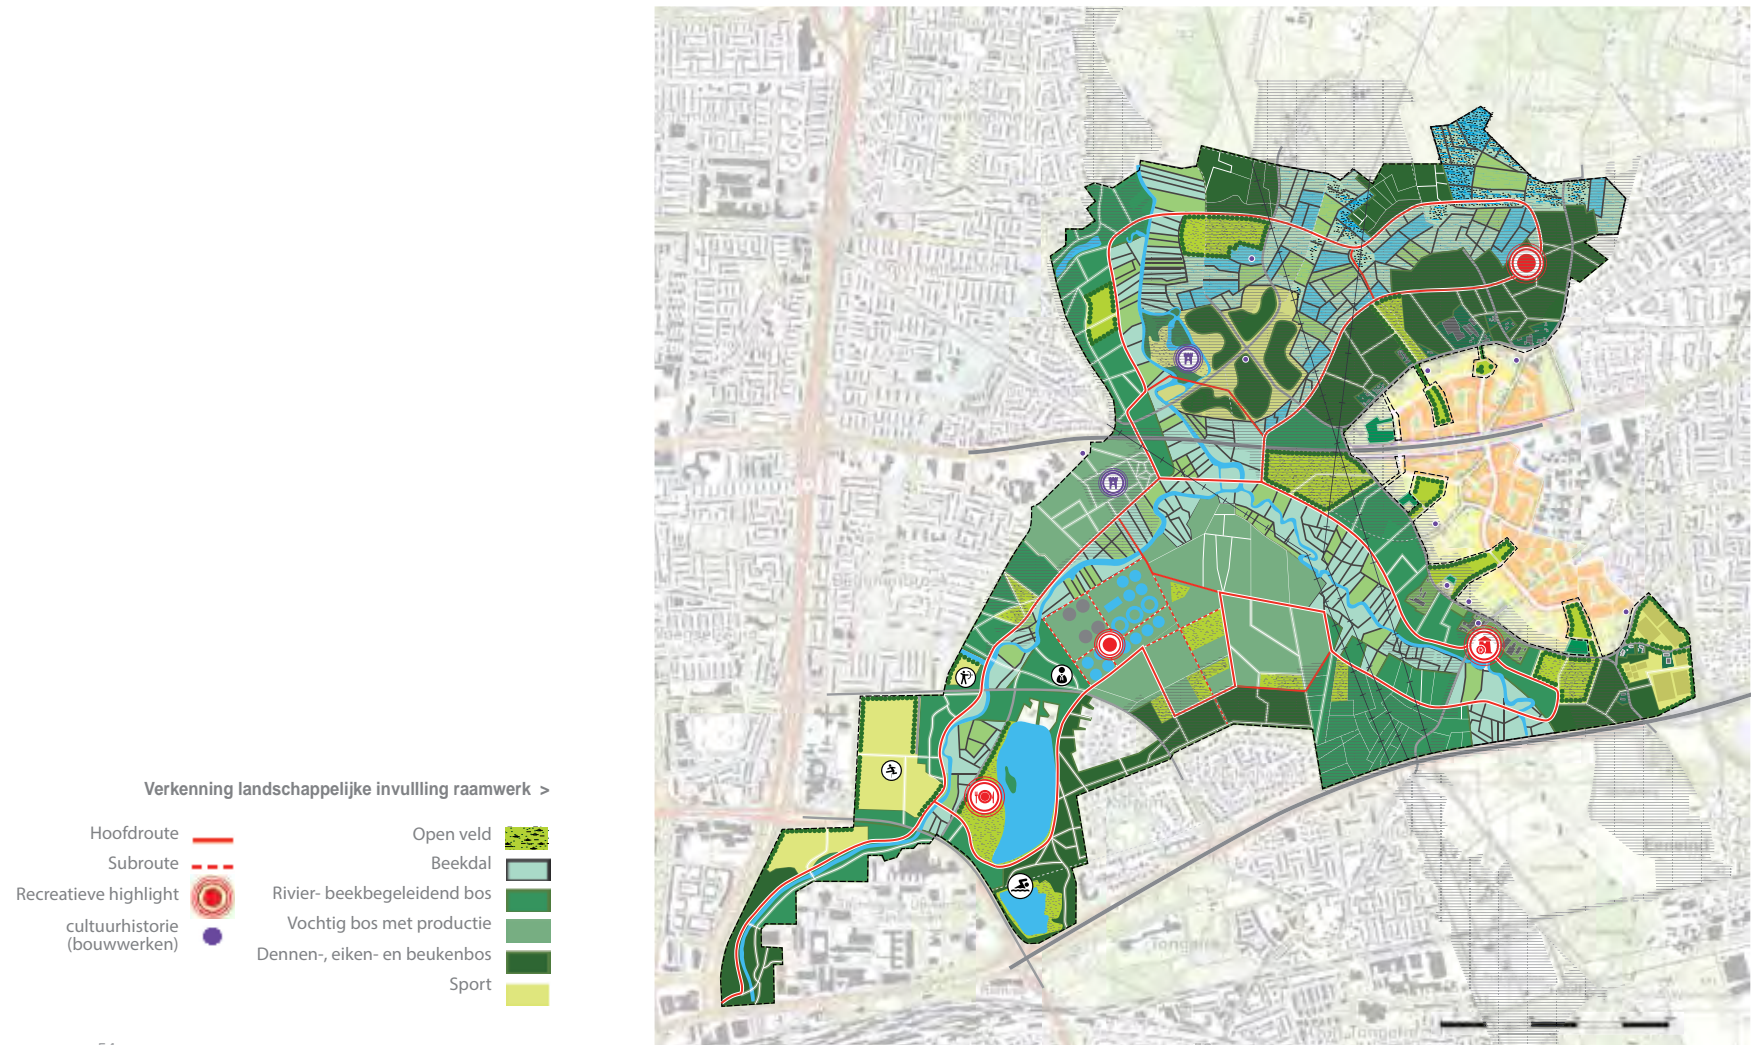 Verkenning landschappelijke invullling raamwerk >
Hoofdroute
Subroute
Recreatieve highlight
cultuurhistorie
(bouwwerken)
Open veld
Beekdal
Rivier- beekbegeleidend bos
Vochtig bos met productie
Dennen-, eiken- en beukenbos
Sport